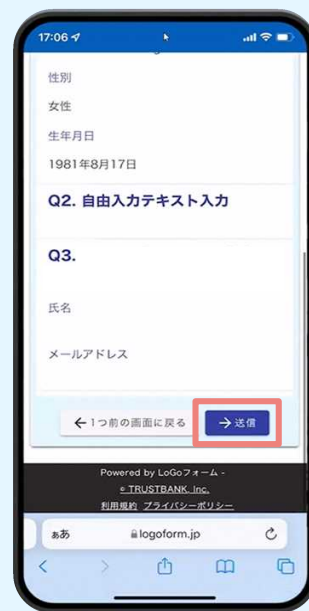 17:06
性別
女性
生年月日
1981年8月17日
Q2. 自由入力テキスト入力
Q3.
氏名
メールアドレス
←1つ前の画面に戻る →送信
Powered by LoGoフォーム -
© TRUSTBANK, Inc.
利用規約 プライバシーポリシー
ぁあ logoform.jp